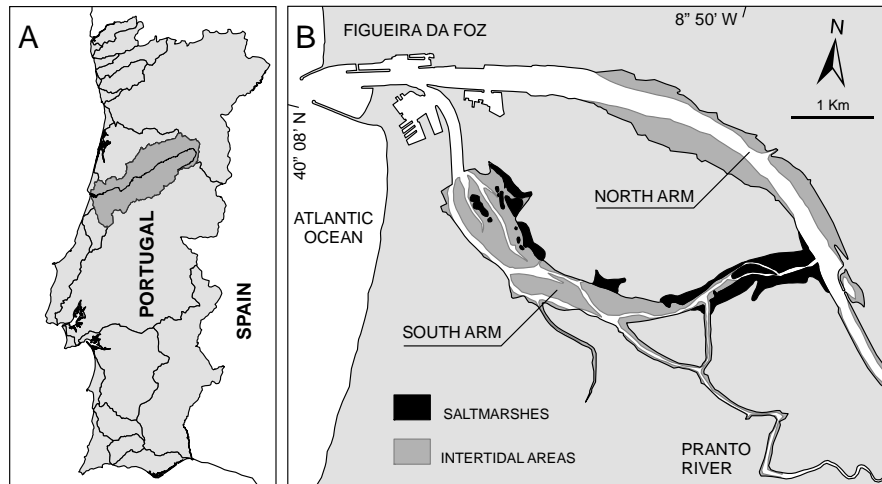 A
PORTUGAL
SPAIN
B
FIGUEIRA DA FOZ
8" 50' W
N
1 Km
40" 08' N
ATLANTIC
OCEAN
NORTH ARM
SOUTH ARM
SALTMARSHES
INTERTIDAL AREAS
PRANTO
RIVER